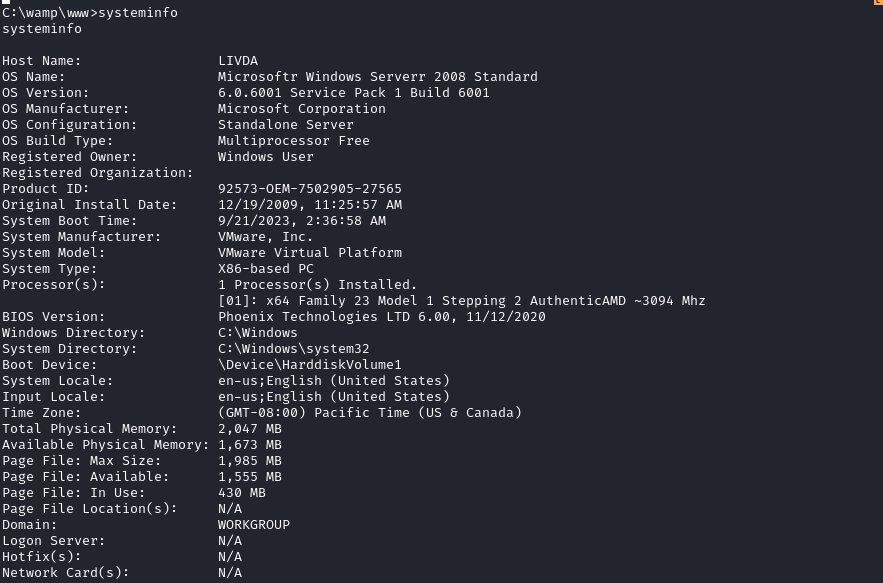 C:\wamp\www>systeminfo
systeminfo
Host Name: LIVDA
OS Name: Microsoftr Windows Serverr 2008 Standard
OS Version: 6.0.6001 Service Pack 1 Build 6001
OS Manufacturer: Microsoft Corporation
OS Configuration: Standalone Server
OS Build Type: Multiprocessor Free
Registered Owner: Windows User
Registered Organization:
Product ID: 92573-OEM-7502905-27565
Original Install Date: 12/19/2009, 11:25:57 AM
System Boot Time: 9/21/2023, 2:36:58 AM
System Manufacturer: VMware, Inc.
System Model: VMware Virtual Platform
System Type: X86-based PC
Processor(s): 1 Processor(s) Installed.
[01]: x64 Family 23 Model 1 Stepping 2 AuthenticAMD ~3094 Mhz
BIOS Version: Phoenix Technologies LTD 6.00, 11/12/2020
Windows Directory: C:\Windows
System Directory: C:\Windows\system32
Boot Device: \Device\HarddiskVolume1
System Locale: en-us;English (United States)
Input Locale: en-us;English (United States)
Time Zone: (GMT-08:00) Pacific Time (US & Canada)
Total Physical Memory: 2,047 MB
Available Physical Memory: 1,673 MB
Page File: Max Size: 1,985 MB
Page File: Available: 1,555 MB
Page File: In Use: 430 MB
Page File Location(s): N/A
Domain: WORKGROUP
Logon Server: N/A
Hotfix(s): N/A
Network Card(s): N/A